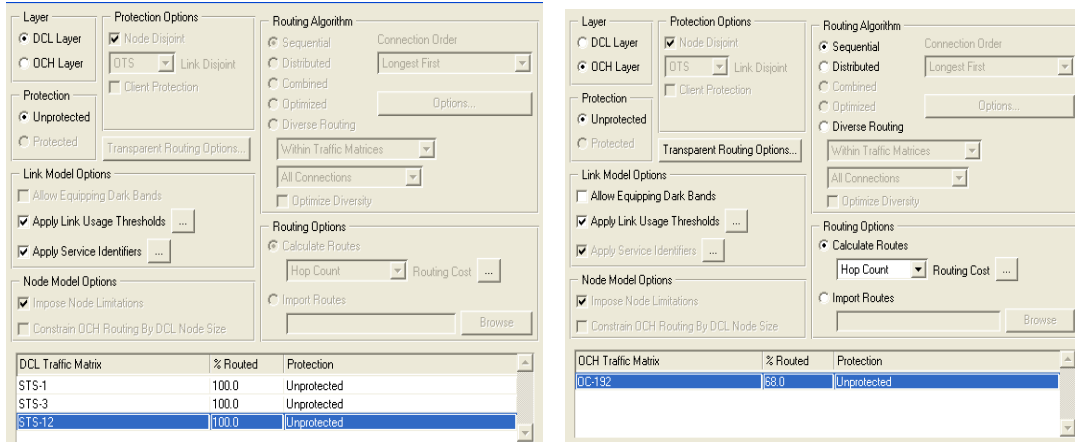 Layer
DCL Layer
OCH Layer
Protection
Unprotected
Protected
Protection Options
Node Disjoint
OTS Link Disjoint
Client Protection
Transparent Routing Options...
Link Model Options
Allow Equipping Dark Bands
Apply Link Usage Thresholds ...
Apply Service Identifiers ...
Node Model Options
Impose Node Limitations
Constrain OCH Routing By DCL Node Size
Routing Algorithm
Sequential Connection Order
Distributed Longest First
Combined
Optimized Options...
Diverse Routing
Within Traffic Matrices
All Connections
Optimize Diversity
Routing Options
Calculate Routes
Hop Count Routing Cost ...
Import Routes
Browse
DCL Traffic Matrix % Routed Protection
STS-1 100.0 Unprotected
STS-3 100.0 Unprotected
STS-12 100.0 Unprotected
Layer
DCL Layer
OCH Layer
Protection
Unprotected
Protected
Protection Options
Node Disjoint
OTS Link Disjoint
Client Protection
Transparent Routing Options...
Link Model Options
Allow Equipping Dark Bands
Apply Link Usage Thresholds ...
Apply Service Identifiers ...
Node Model Options
Impose Node Limitations
Constrain OCH Routing By DCL Node Size
Routing Algorithm
Sequential Connection Order
Distributed Longest First
Combined
Optimized Options...
Diverse Routing
Within Traffic Matrices
All Connections
Optimize Diversity
Routing Options
Calculate Routes
Hop Count Routing Cost ...
Import Routes
Browse
OCH Traffic Matrix % Routed Protection
OC-192 68.0 Unprotected